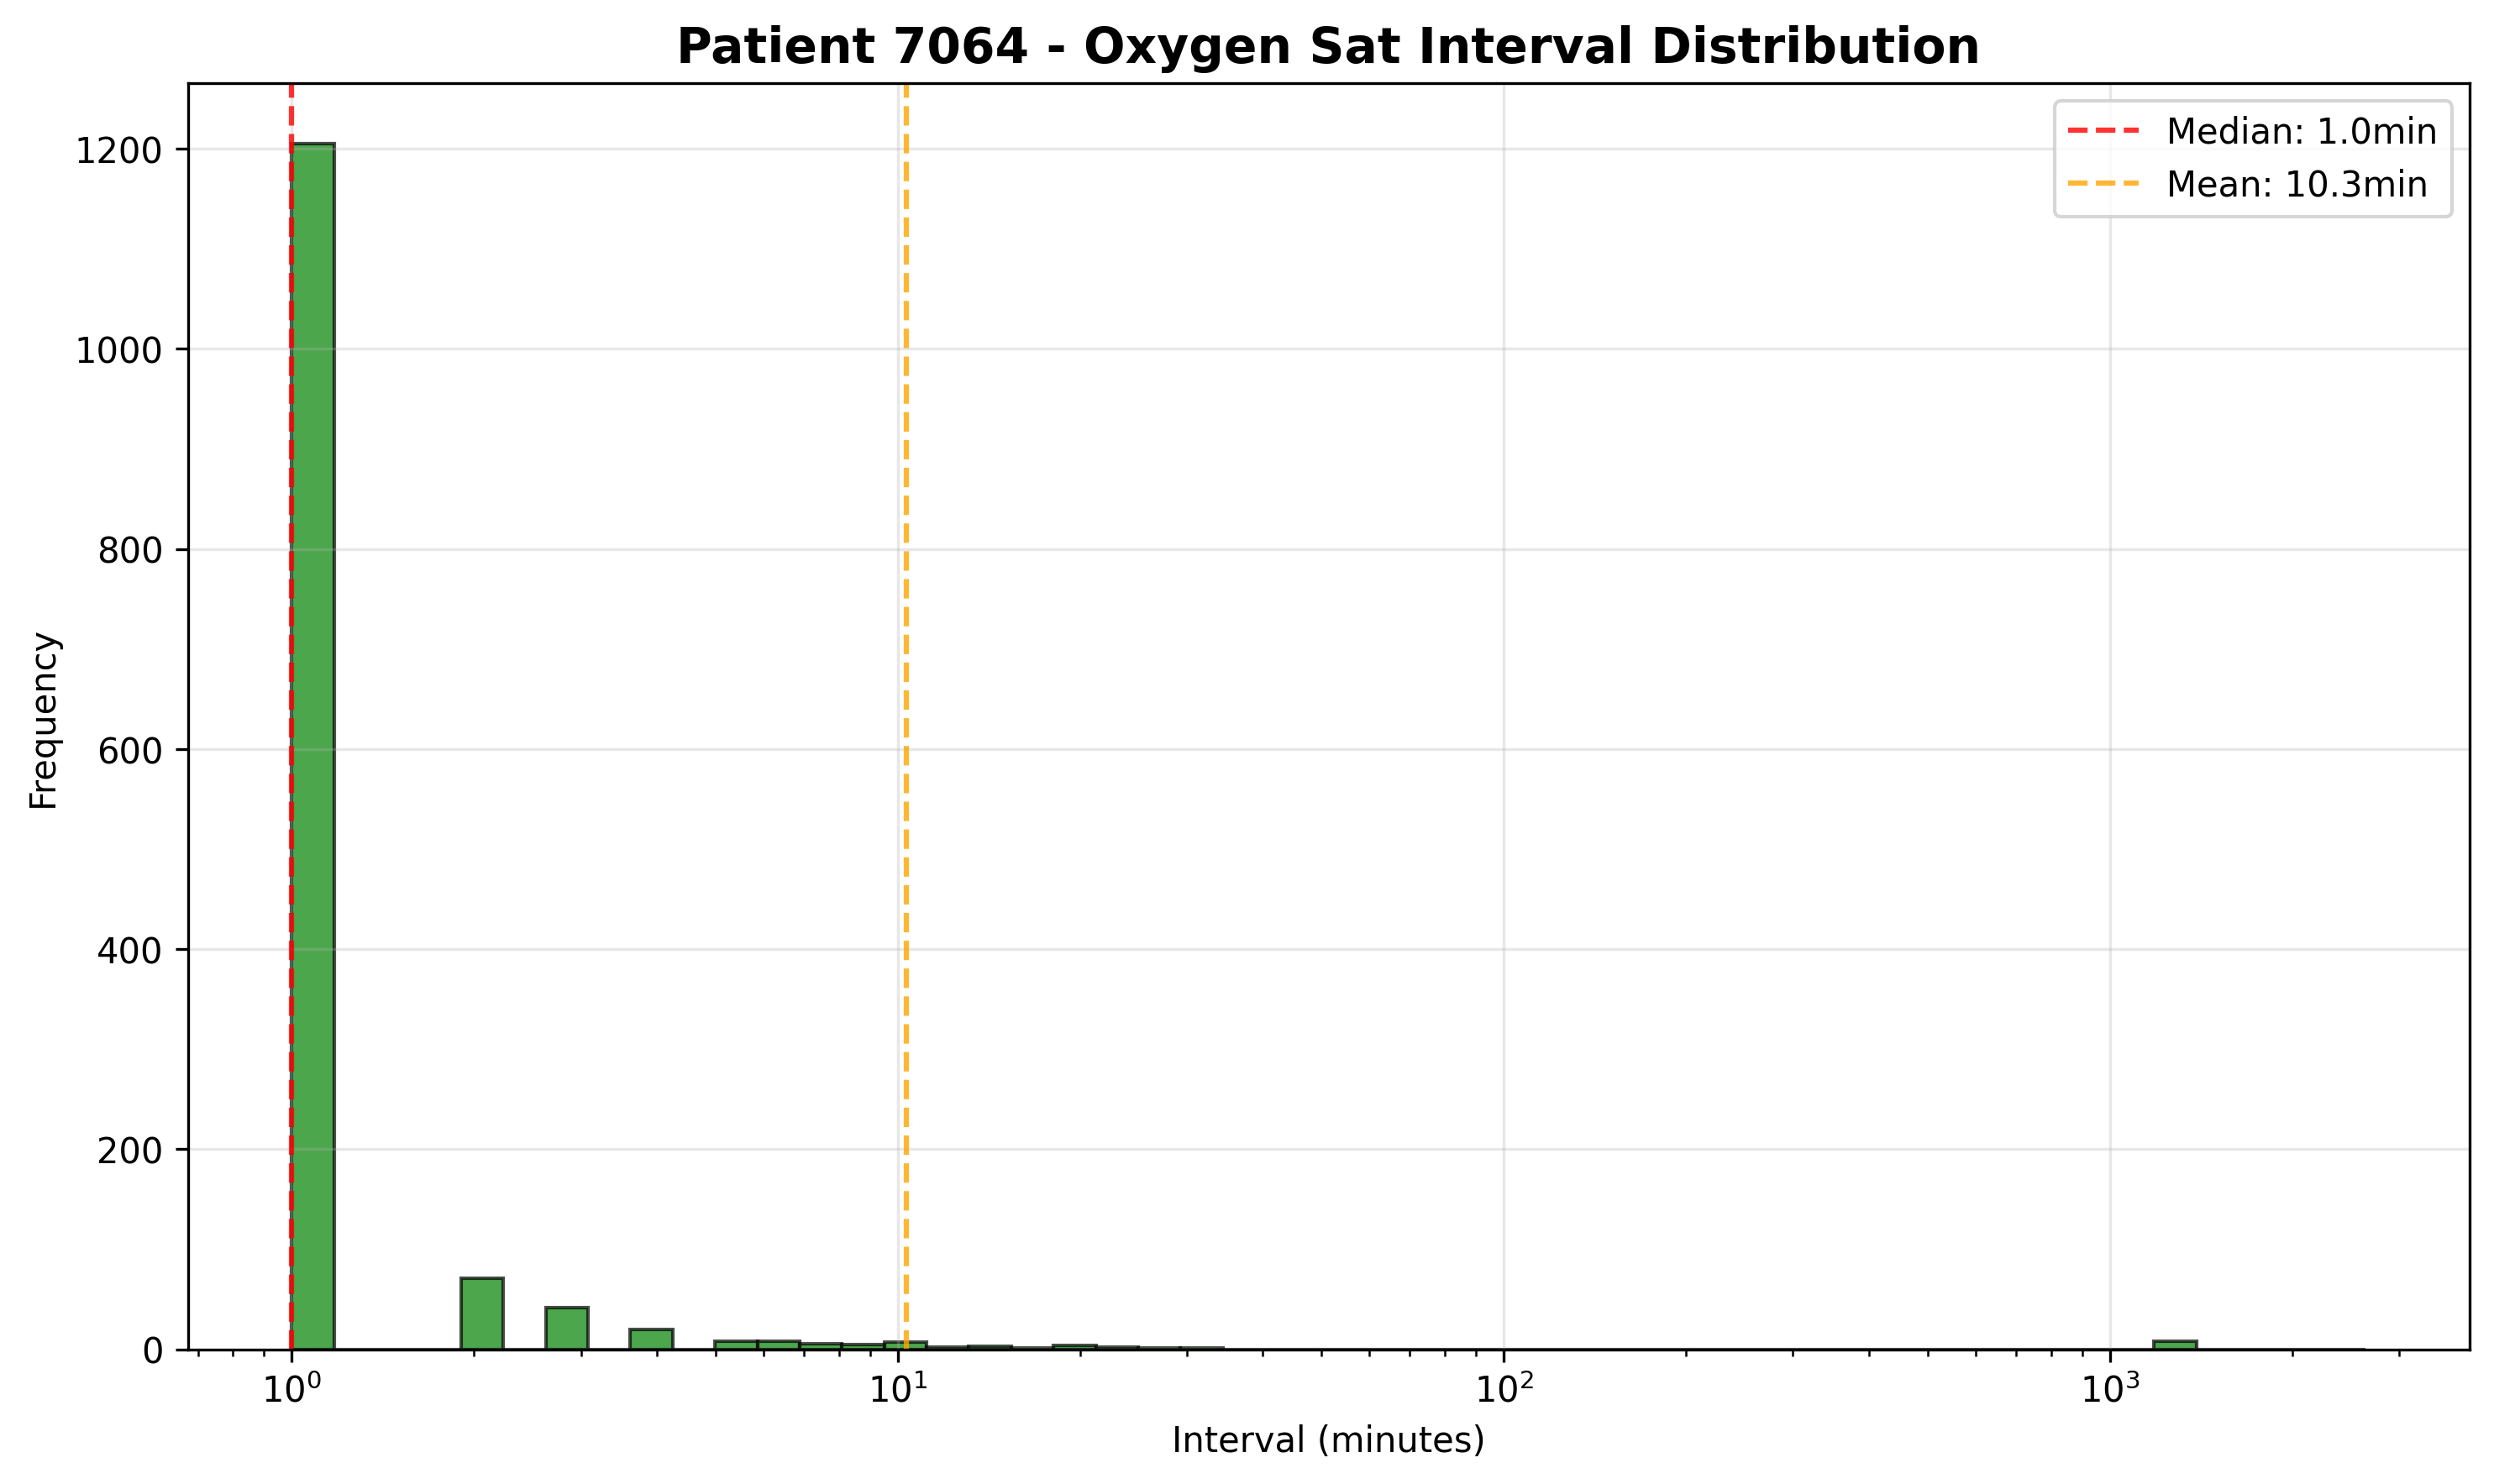 Patient 7064 - Oxygen Sat Interval Distribution
Median: 1.0min
Mean: 10.3min
Frequency
1200
1000
800
600
400
200
0
10⁰ 10¹ 10² 10³
Interval (minutes)